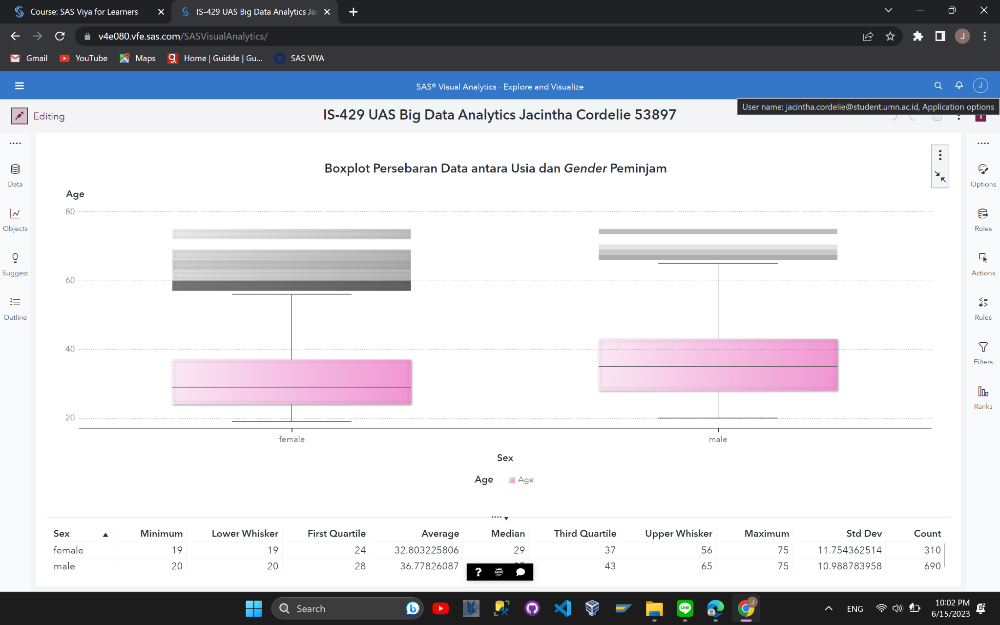 Course: SAS Viya for Learners
IS-429 UAS Big Data Analytics Jac
v4e080.vfe.sas.com/SASVisualAnalytics/
J
Gmail YouTube Maps g. Home | Guidde | Gu... SAS VIYA
SAS® Visual Analytics - Explore and Visualize
J
Editing
IS-429 UAS Big Data Analytics Jacintha Cordelie 53897
User name: jacintha.cordelie@student.umn.ac.id, Application options
Data
Objects
Suggest
Outline
Boxplot Persebaran Data antara Usia dan Gender Peminjam
Age
80
60
40
20
female male
Sex
Age Age
Options
Roles
Actions
Rules
Filters
Ranks
Sex Minimum Lower Whisker First Quartile Average Median Third Quartile Upper Whisker Maximum Std Dev Count
female 19 19 24 32.803225806 29 37 56 75 11.754362514 310
male 20 20 28 36.77826087 43 65 75 10.988783958 690
?
Search
LINE
J
ENG
10:02 PM
6/15/2023